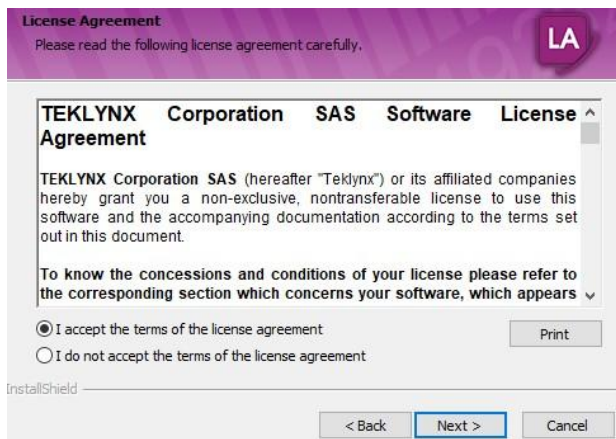 License Agreement
Please read the following license agreement carefully.
LA
TEKLYNX Corporation SAS Software License
Agreement
TEKLYNX Corporation SAS (hereafter "Teklynx") or its affiliated companies
hereby grant you a non-exclusive, nontransferable license to use this
software and the accompanying documentation according to the terms set
out in this document.
To know the concessions and conditions of your license please refer to
the corresponding section which concerns your software, which appears
I accept the terms of the license agreement
Print
I do not accept the terms of the license agreement
InstallShield
< Back Next > Cancel